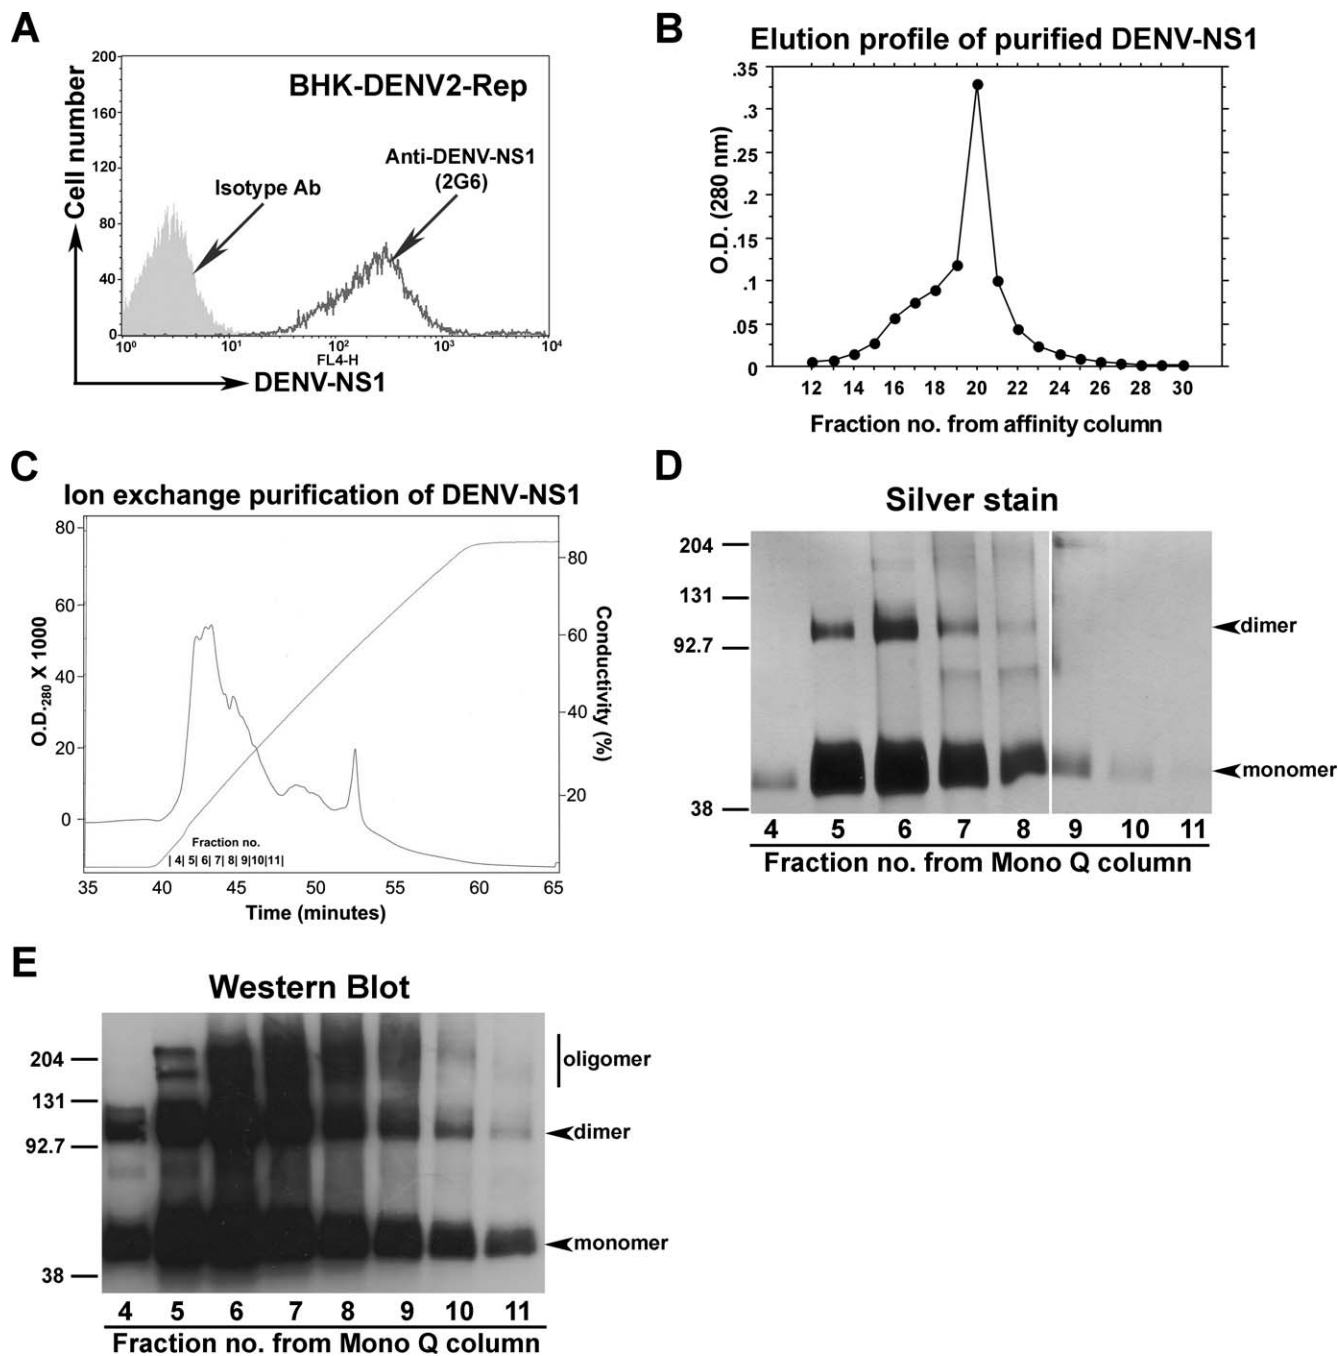 A
200
160
120
80
40
0
Cell number
BHK-DENV2-Rep
Isotype Ab
Anti-DENV-NS1
(2G6)
10⁰ 10¹ 10² 10³ 10⁴
FL4-H
DENV-NS1
B
Elution profile of purified DENV-NS1
.35
.3
.25
.2
.15
.1
.05
0
O.D. (280 nm)
12 14 16 18 20 22 24 26 28 30
Fraction no. from affinity column
C
Ion exchange purification of DENV-NS1
80
60
40
20
0
O.D.₂₈₀ X 1000
80
60
40
20
Conductivity (%)
Fraction no.
| 4| 5| 6| 7| 8| 9|10|11|
35 40 45 50 55 60 65
Time (minutes)
D
Silver stain
204
131
92.7
38
dimer
monomer
4 5 6 7 8 9 10 11
Fraction no. from Mono Q column
E
Western Blot
204
131
92.7
38
oligomer
dimer
monomer
4 5 6 7 8 9 10 11
Fraction no. from Mono Q column